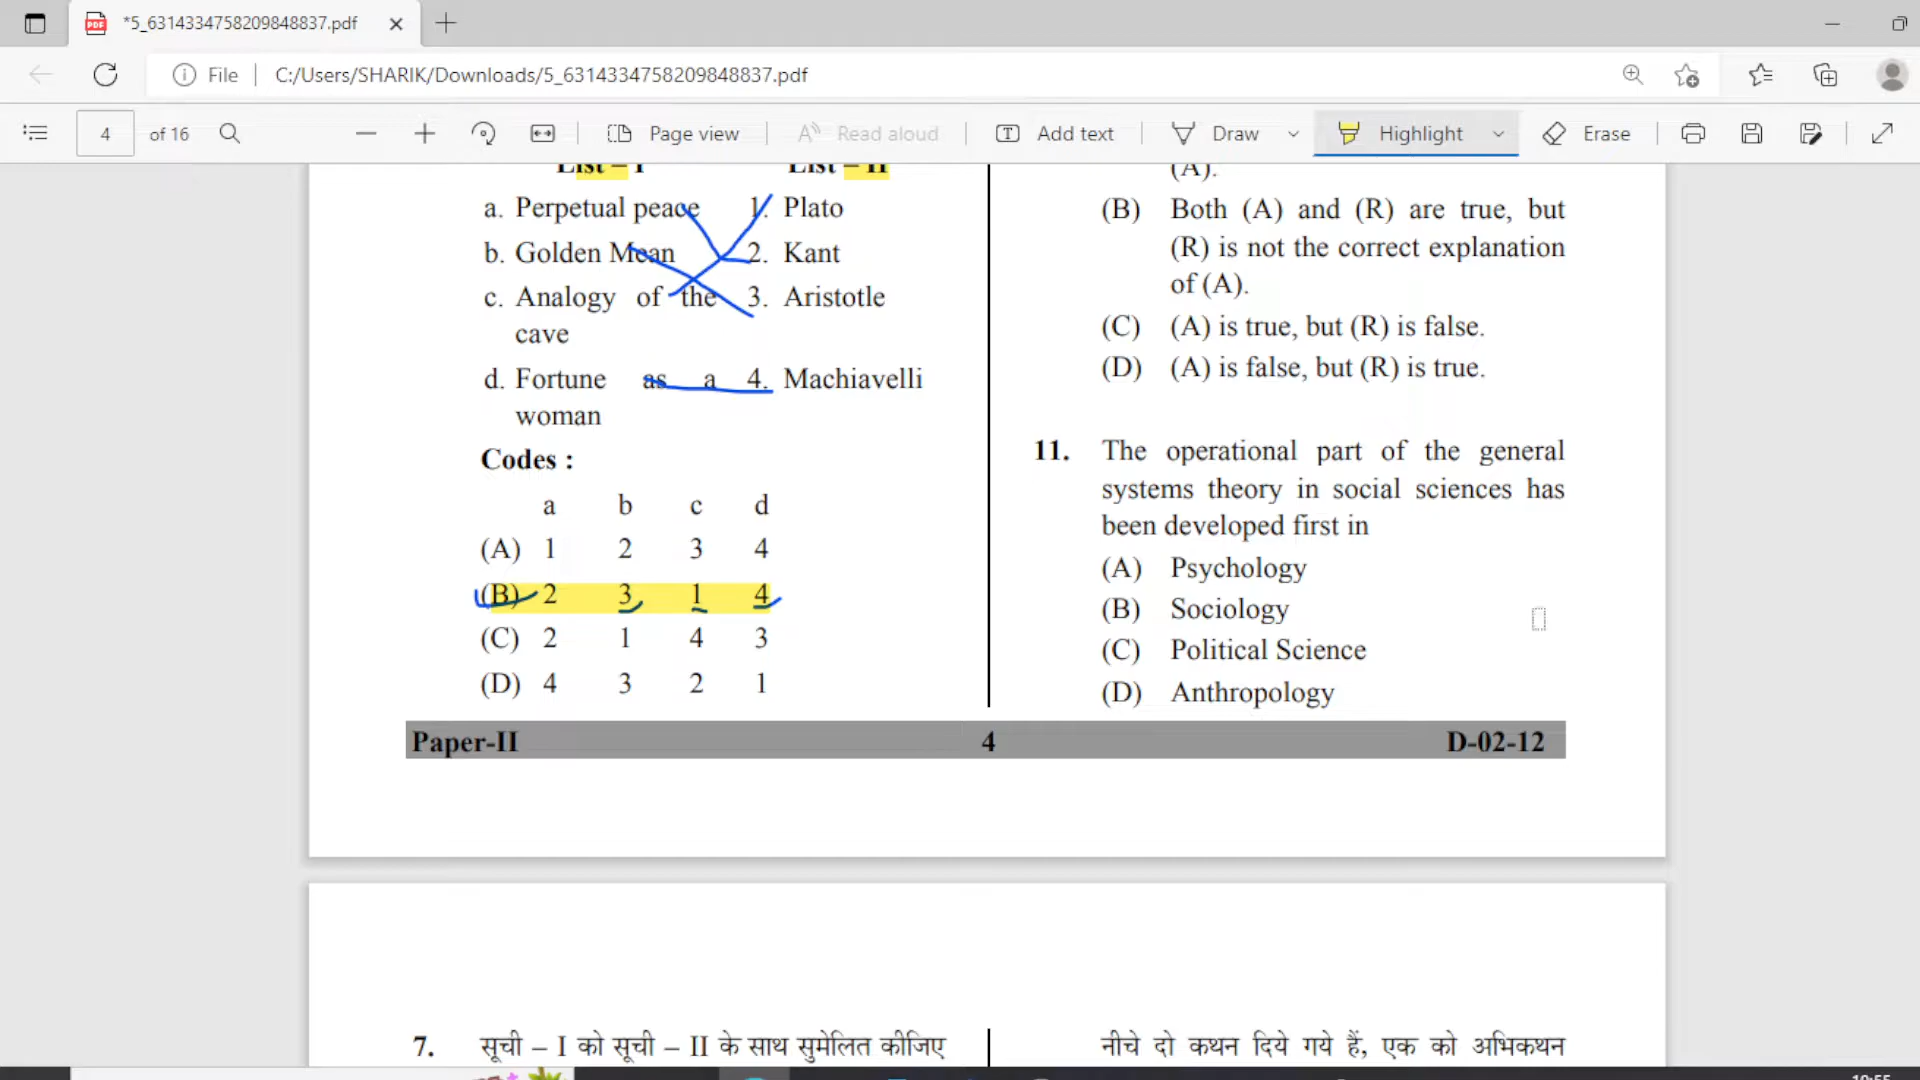 *5_6314334758209848837.pdf
File C:/Users/SHARIK/Downloads/5_6314334758209848837.pdf
4 of 16 Page view Read aloud Add text Draw Highlight Erase
List – I List – II
a. Perpetual peace 1. Plato
b. Golden Mean 2. Kant
c. Analogy of the 3. Aristotle
cave
d. Fortune as a 4. Machiavelli
woman
Codes :
a b c d
(A) 1 2 3 4
(B) 2 3 1 4
(C) 2 1 4 3
(D) 4 3 2 1
(A).
(B) Both (A) and (R) are true, but
(R) is not the correct explanation
of (A).
(C) (A) is true, but (R) is false.
(D) (A) is false, but (R) is true.
11. The operational part of the general
systems theory in social sciences has
been developed first in
(A) Psychology
(B) Sociology
(C) Political Science
(D) Anthropology
Paper-II 4 D-02-12
7. सूची – I को सूची – II के साथ सुमेलित कीजिए
नीचे दो कथन दिये गये हैं, एक को अभिकथन